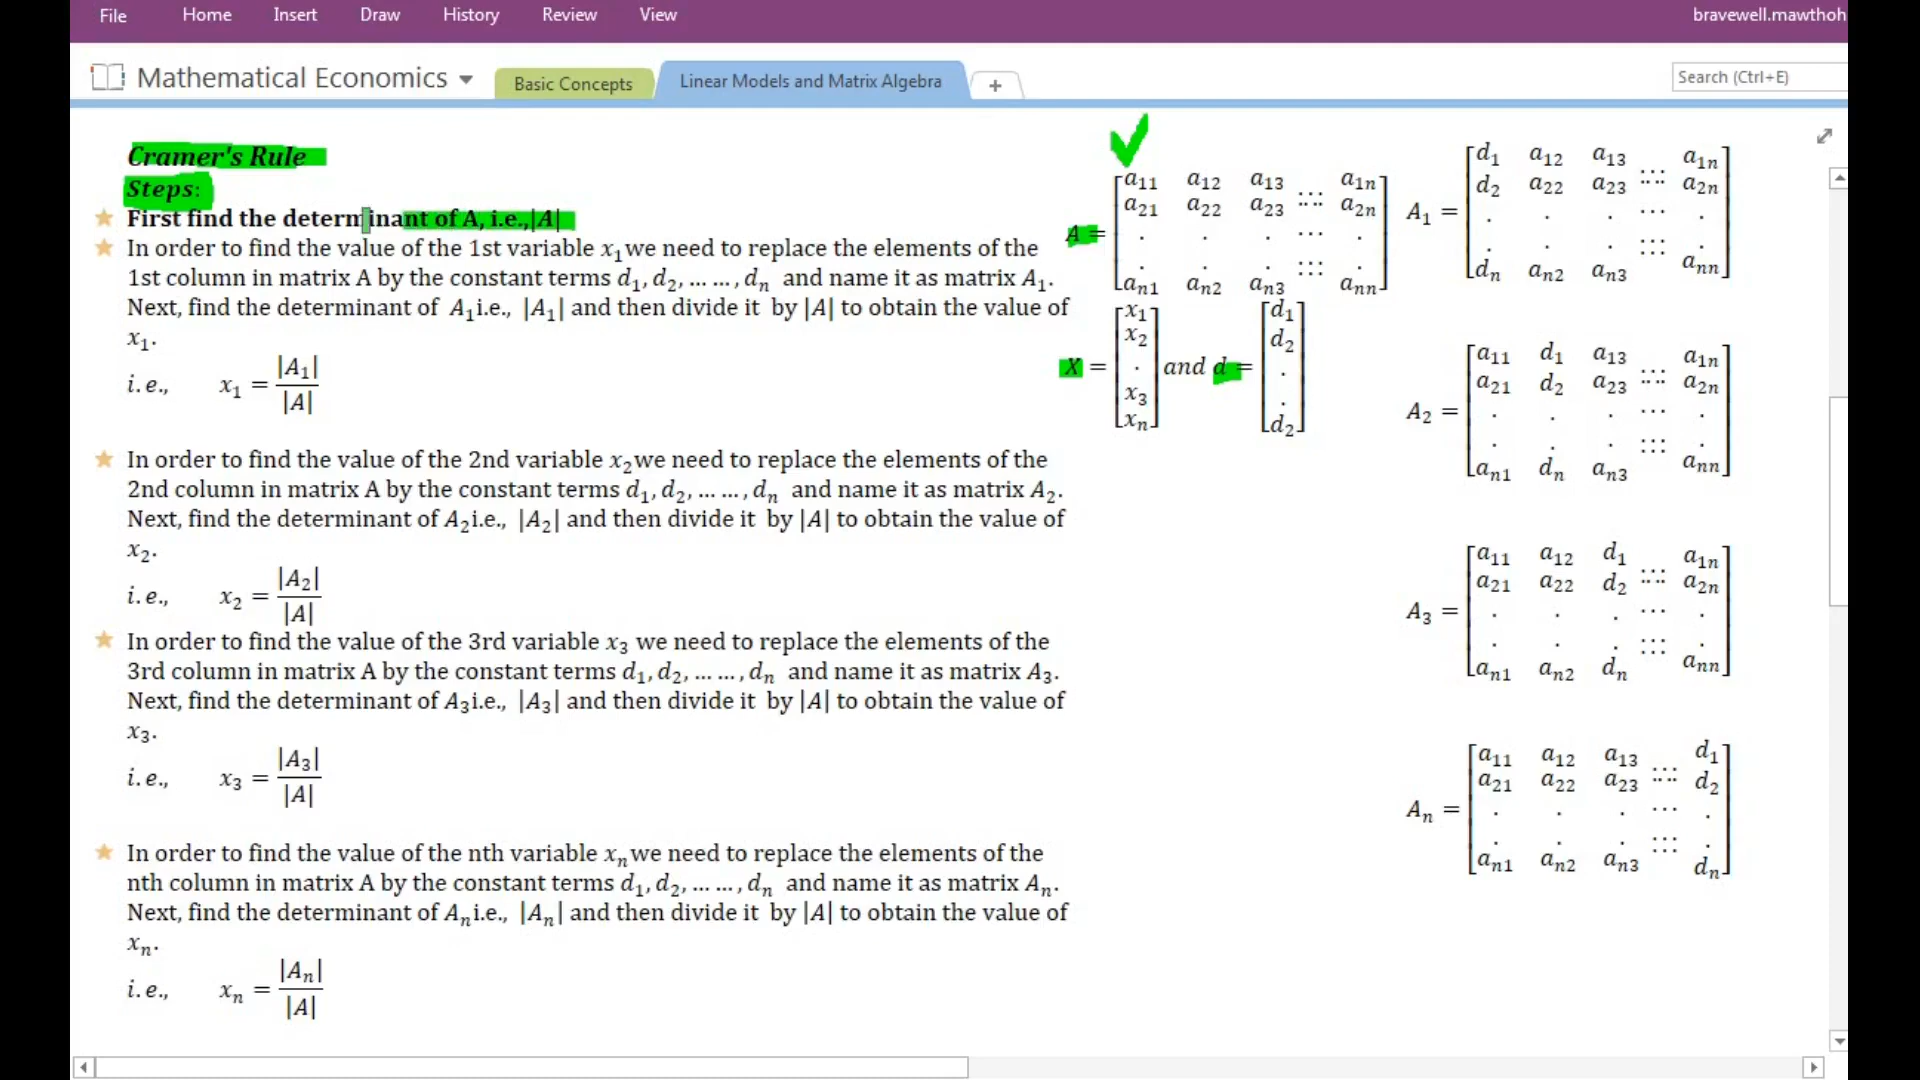 File Home Insert Draw History Review View bravewell.mawthoh
Mathematical Economics Basic Concepts Linear Models and Matrix Algebra + Search (Ctrl+E)
Cramer's Rule
Steps:
First find the determinant of A, i.e.,|A|
In order to find the value of the 1st variable x₁we need to replace the elements of the
1st column in matrix A by the constant terms d₁, d₂, ... ..., dₙ and name it as matrix A₁.
Next, find the determinant of A₁i.e., |A₁| and then divide it by |A| to obtain the value of
x₁.
i.e., x₁ = |A₁| / |A|
In order to find the value of the 2nd variable x₂we need to replace the elements of the
2nd column in matrix A by the constant terms d₁, d₂, ... ..., dₙ and name it as matrix A₂.
Next, find the determinant of A₂i.e., |A₂| and then divide it by |A| to obtain the value of
x₂.
i.e., x₂ = |A₂| / |A|
In order to find the value of the 3rd variable x₃ we need to replace the elements of the
3rd column in matrix A by the constant terms d₁, d₂, ... ..., dₙ and name it as matrix A₃.
Next, find the determinant of A₃i.e., |A₃| and then divide it by |A| to obtain the value of
x₃.
i.e., x₃ = |A₃| / |A|
In order to find the value of the nth variable xₙwe need to replace the elements of the
nth column in matrix A by the constant terms d₁, d₂, ... ..., dₙ and name it as matrix Aₙ.
Next, find the determinant of Aₙi.e., |Aₙ| and then divide it by |A| to obtain the value of
xₙ.
i.e., xₙ = |Aₙ| / |A|
A =
a₁₁ a₁₂ a₁₃ ... a₁ₙ
a₂₁ a₂₂ a₂₃ ... a₂ₙ
. . . ... .
. . . ... .
aₙ₁ aₙ₂ aₙ₃ aₙₙ
X =
x₁
x₂
.
x₃
xₙ
and d =
d₁
d₂
.
.
d₂
A₁ =
d₁ a₁₂ a₁₃ ... a₁ₙ
d₂ a₂₂ a₂₃ ... a₂ₙ
. . . ... .
. . . ... .
dₙ aₙ₂ aₙ₃ aₙₙ
A₂ =
a₁₁ d₁ a₁₃ ... a₁ₙ
a₂₁ d₂ a₂₃ ... a₂ₙ
. . . ... .
. . . ... .
aₙ₁ dₙ aₙ₃ aₙₙ
A₃ =
a₁₁ a₁₂ d₁ ... a₁ₙ
a₂₁ a₂₂ d₂ ... a₂ₙ
. . . ... .
. . . ... .
aₙ₁ aₙ₂ dₙ aₙₙ
Aₙ =
a₁₁ a₁₂ a₁₃ ... d₁
a₂₁ a₂₂ a₂₃ ... d₂
. . . ... .
. . . ... .
aₙ₁ aₙ₂ aₙ₃ dₙ